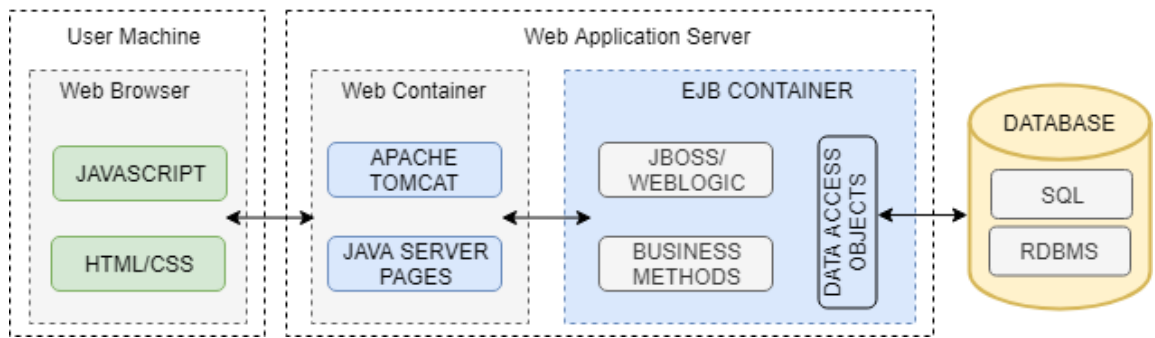 User Machine
Web Application Server
Web Browser
Web Container
EJB CONTAINER
JAVASCRIPT
HTML/CSS
APACHE
TOMCAT
JAVA SERVER
PAGES
JBOSS/
WEBLOGIC
BUSINESS
METHODS
DATA ACCESS
OBJECTS
DATABASE
SQL
RDBMS